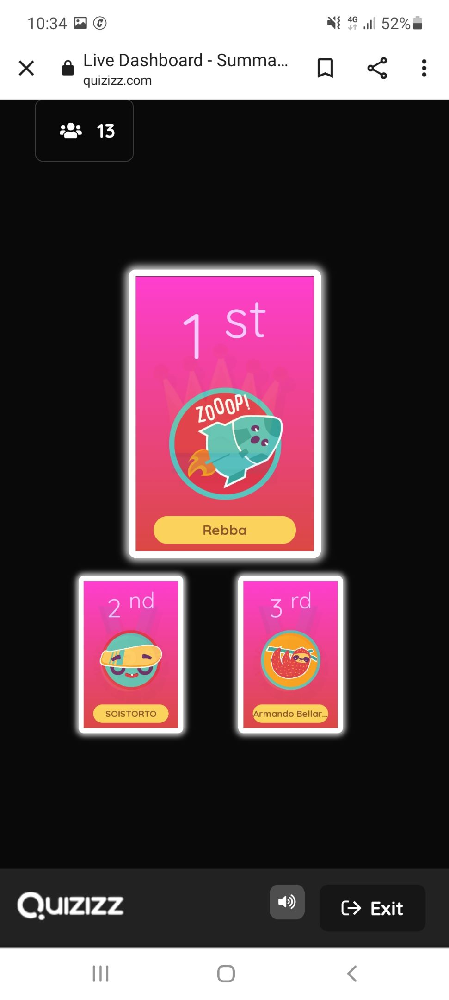 10:34 4G 52%
Live Dashboard - Summa...
quizizz.com
13
1 st
ZOOOP!
Rebba
2 nd
3 rd
SOISTORTO
Armando Bellar...
Quizizz
Exit